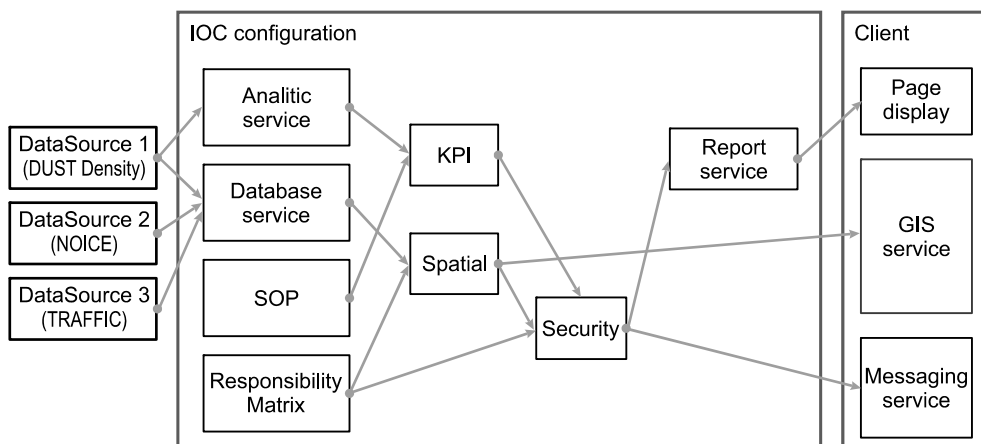 IOC configuration
Client
DataSource 1
(DUST Density)
DataSource 2
(NOICE)
DataSource 3
(TRAFFIC)
Analitic
service
Database
service
SOP
Responsibility
Matrix
KPI
Spatial
Security
Report
service
Page
display
GIS
service
Messaging
service